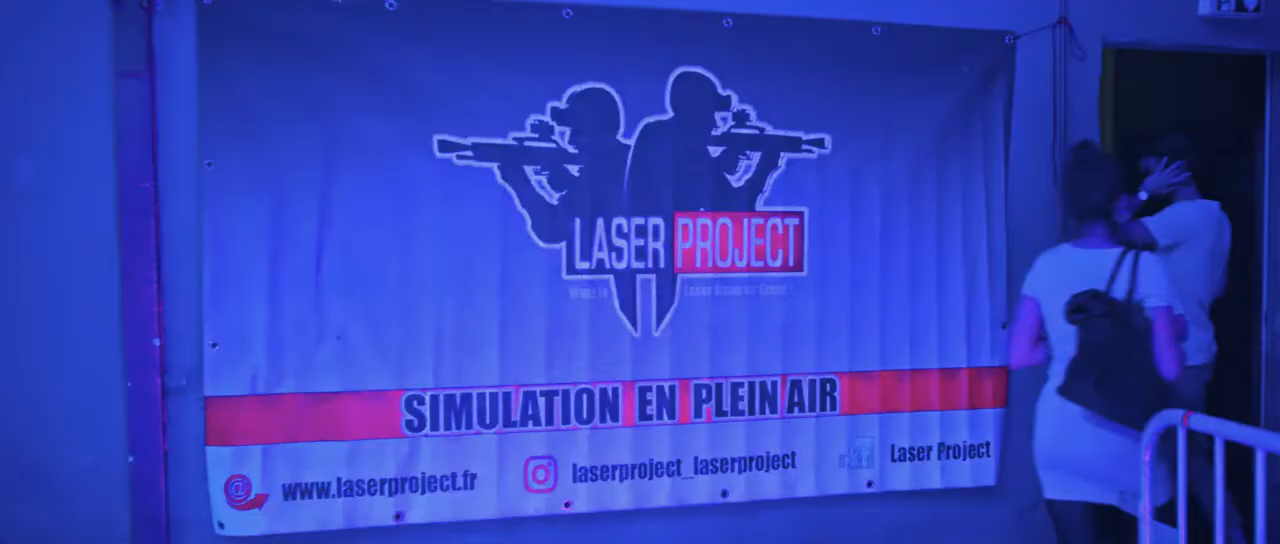 LASER PROJECT
SIMULATION EN PLEIN AIR
www.laserproject.fr
laserproject_laserproject
Laser Project